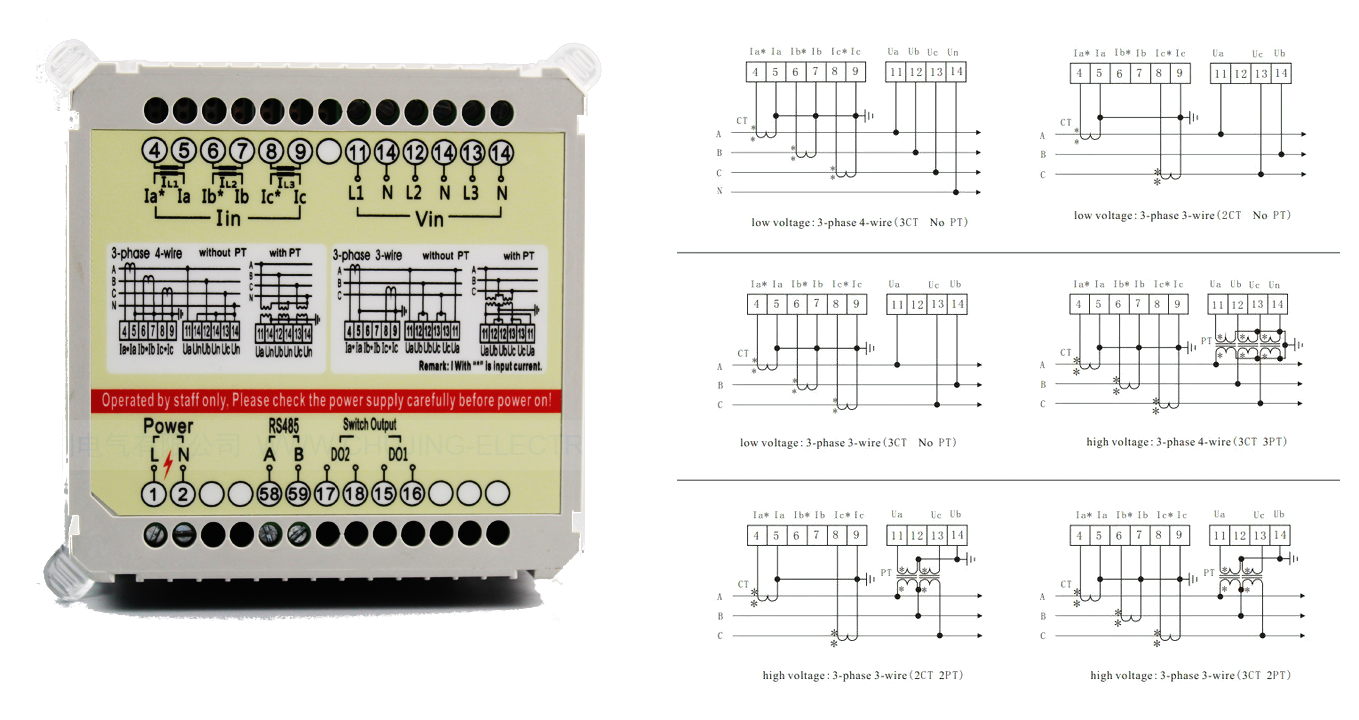 4 5 6 7 8 9 11 14 12 14 13 14
IL1 IL2 IL3 L1 N L2 N L3 N
Ia* Ia Ib* Ib Ic* Ic
Iin Vin
3-phase 4-wire without PT with PT
A
B
C
N
A
B
C
N
4 5 6 7 8 9 11 14 12 14 13 14 11 14 12 14 13 14
Ia*Ia Ib*Ib Ic*Ic Ua Un Ub Un Uc Un Ua Un Ub Un Uc Un
3-phase 3-wire without PT with PT
A
B
C
A
B
C
4 5 6 7 8 9 11 12 12 13 13 11 11 12 12 13 13 11
Ia*Ia Ib*Ib Ic*Ic Ua Ub Ub Uc Uc Ua Ua Ub Ub Uc Uc Ua
Remark: I With "*" is input current.
Operated by staff only, Please check the power supply carefully before power on!
Power RS485 Switch Output
L N A B DO2 DO1
1 2 58 59 17 18 15 16
Ia* Ia Ib* Ib Ic* Ic Ua Ub Uc Un
4 5 6 7 8 9 11 12 13 14
CT
*
*
*
*
*
A
B
C
N
low voltage: 3-phase 4-wire(3CT No PT)
Ia* Ia Ib* Ib Ic* Ic Ua Uc Ub
4 5 6 7 8 9 11 12 13 14
CT
*
*
*
*
A
B
C
low voltage: 3-phase 3-wire(2CT No PT)
Ia* Ia Ib* Ib Ic* Ic Ua Uc Ub
4 5 6 7 8 9 11 12 13 14
CT
*
*
*
*
*
A
B
C
low voltage: 3-phase 3-wire(3CT No PT)
Ia* Ia Ib* Ib Ic* Ic Ua Ub Uc Un
4 5 6 7 8 9 11 12 13 14
PT * * *
* * *
CT
*
*
*
*
*
*
A
B
C
high voltage: 3-phase 4-wire(3CT 3PT)
Ia* Ia Ib* Ib Ic* Ic Ua Uc Ub
4 5 6 7 8 9 11 12 13 14
PT * *
* *
CT
*
*
*
*
A
B
C
high voltage: 3-phase 3-wire(2CT 2PT)
Ia* Ia Ib* Ib Ic* Ic Ua Uc Ub
4 5 6 7 8 9 11 12 13 14
PT * *
* *
CT
*
*
*
*
*
*
A
B
C
high voltage: 3-phase 3-wire(3CT 2PT)